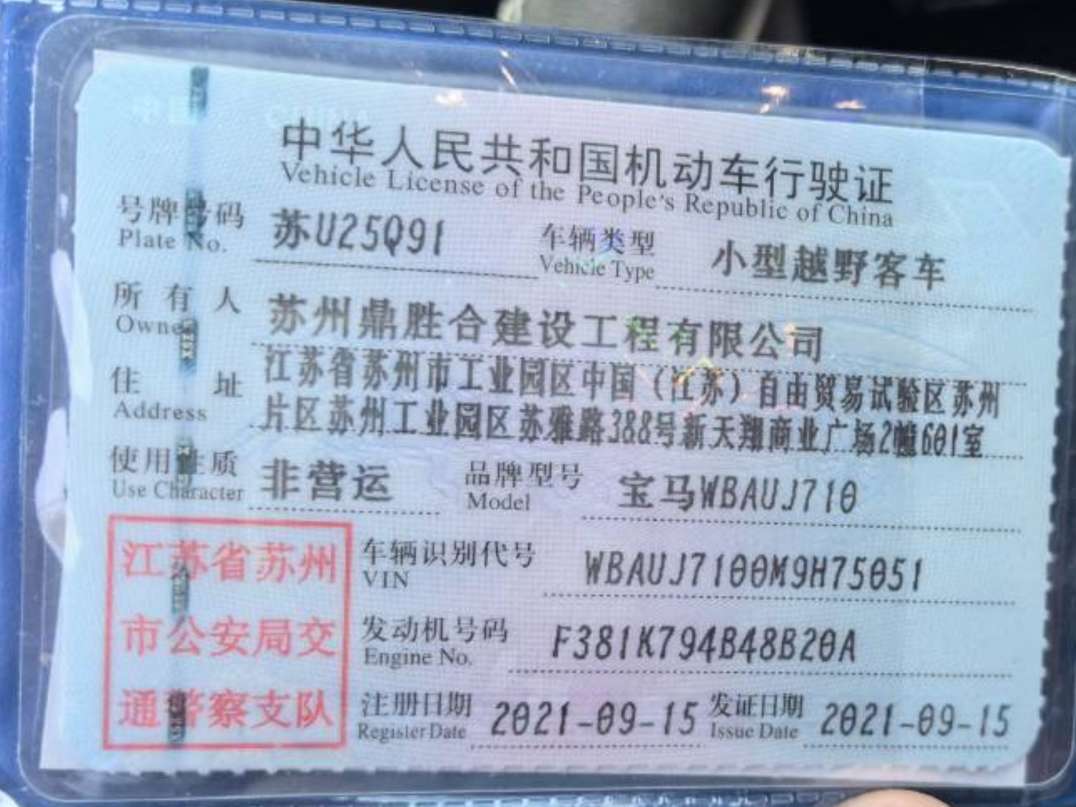 中华人民共和国机动车行驶证
Vehicle License of the People's Republic of China
号牌号码 苏U25Q91 车辆类型 小型越野客车
Plate No. Vehicle Type
所有人 苏州鼎胜合建设工程有限公司
Owner
住址 江苏省苏州市工业园区中国（江苏）自由贸易试验区苏州
Address 片区苏州工业园区苏雅路388号新天翔商业广场2幢601室
使用性质 非营运 品牌型号 宝马WBAUJ710
Use Character Model
江苏省苏州
市公安局交
通警察支队
车辆识别代号 WBAUJ7100M9H75051
VIN
发动机号码 F381K794B48B20A
Engine No.
注册日期 2021-09-15 发证日期 2021-09-15
Register Date Issue Date